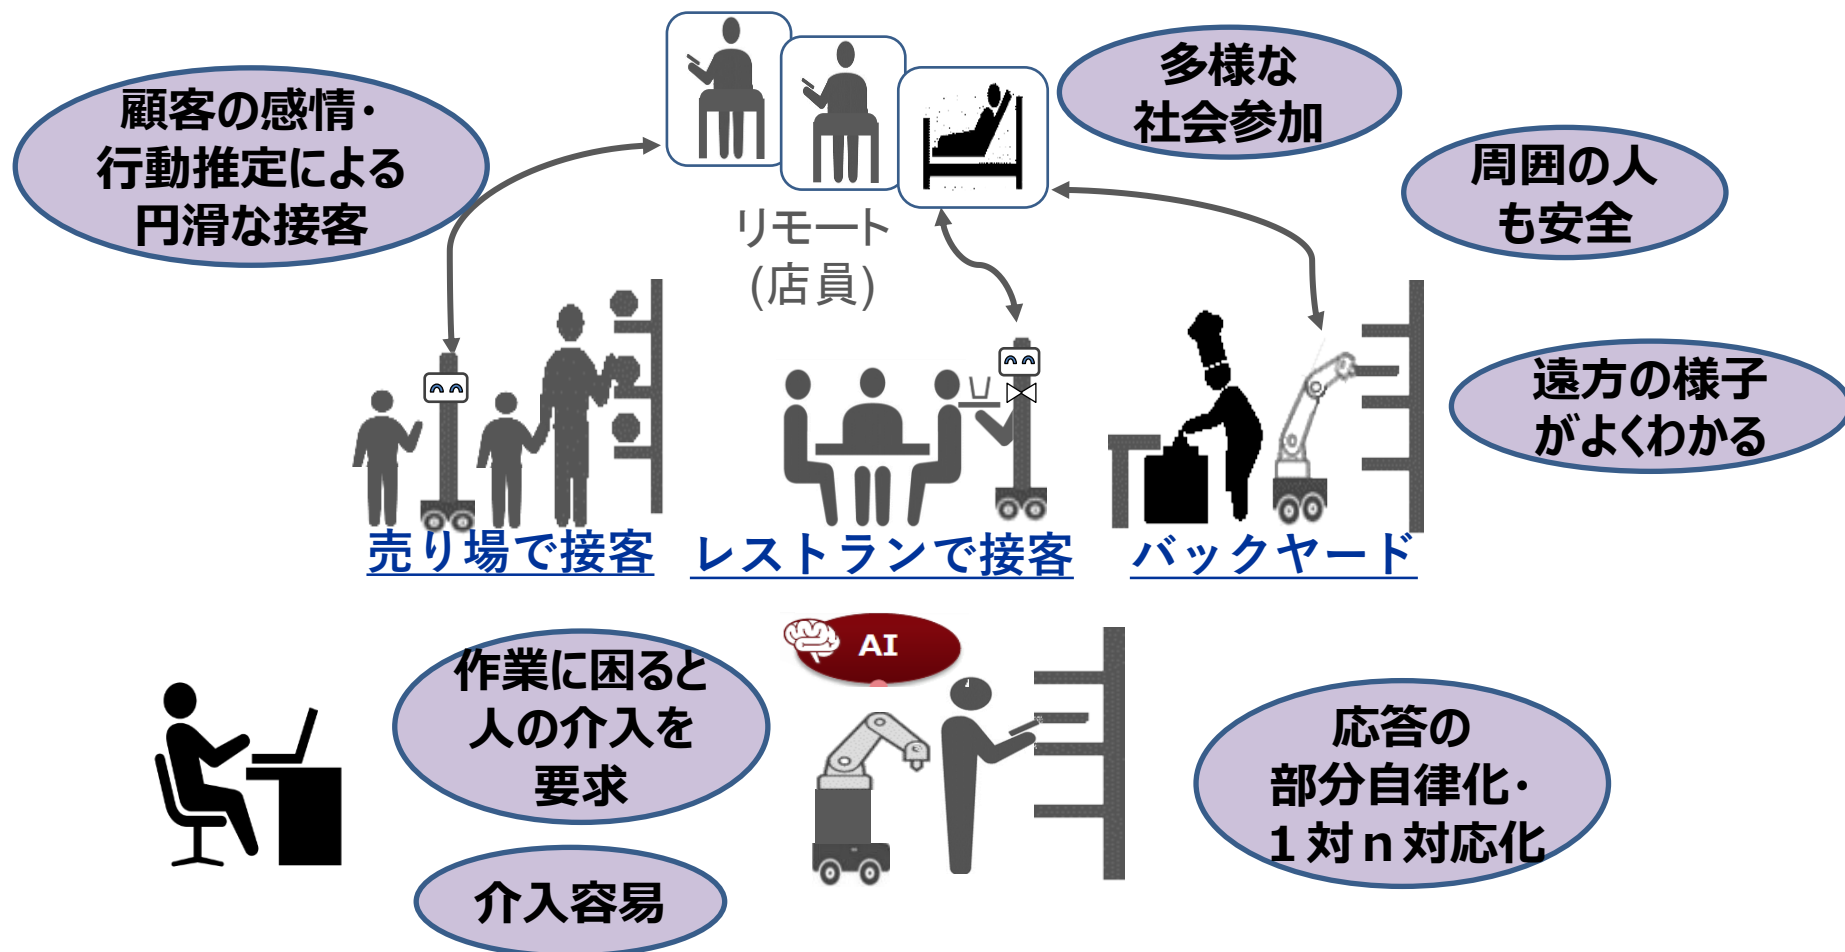 顧客の感情・
行動推定による
円滑な接客
多様な
社会参加
周囲の人
も安全
リモート
(店員)
遠方の様子
がよくわかる
売り場で接客
レストランで接客
バックヤード
作業に困ると
人の介入を
要求
AI
応答の
部分自律化・
１対ｎ対応化
介入容易